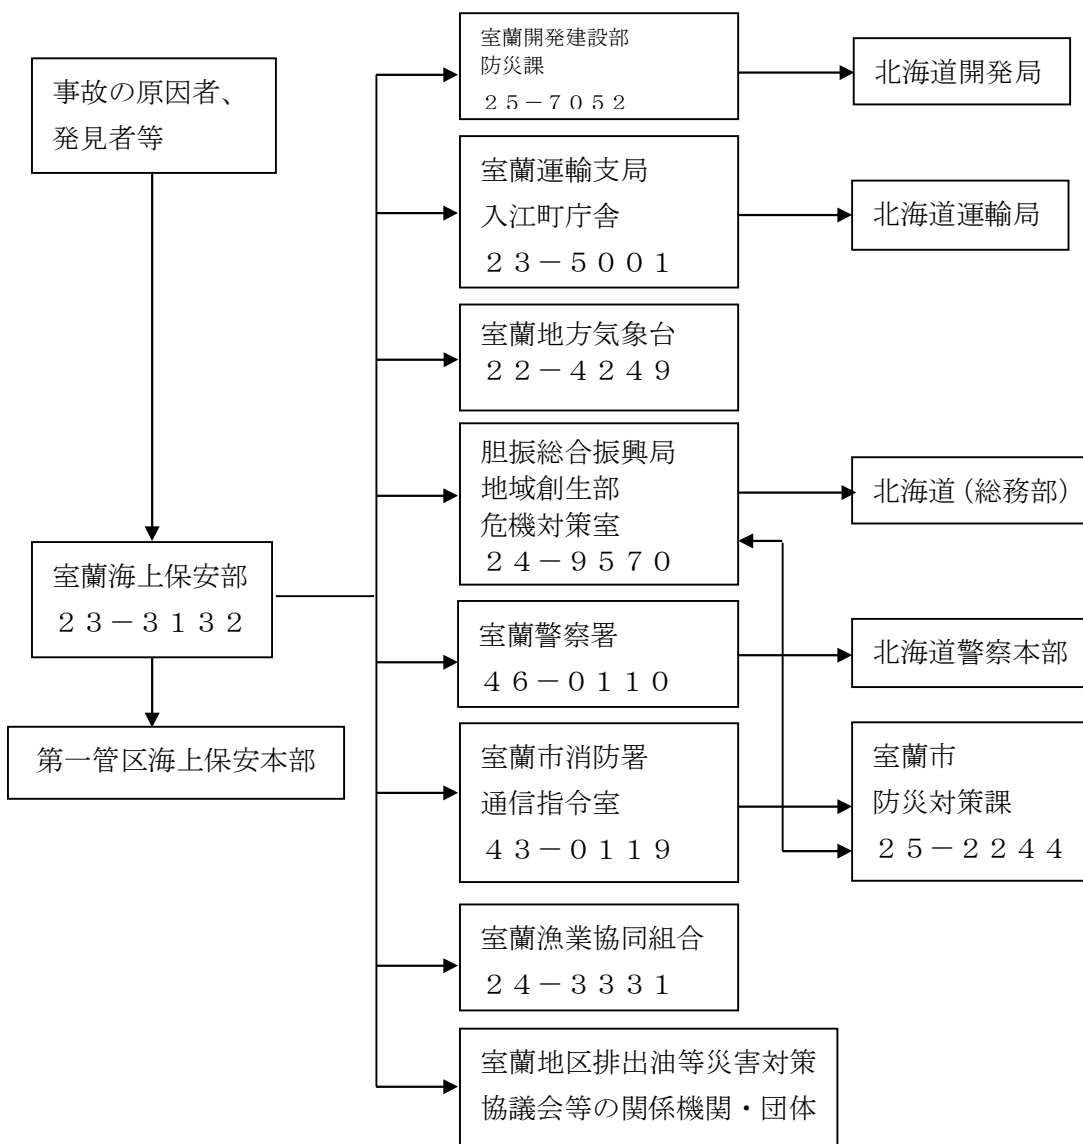 事故の原因者、
発見者等
室蘭海上保安部
２３－３１３２
第一管区海上保安本部
室蘭開発建設部
防災課
２５－７０５２
室蘭運輸支局
入江町庁舎
２３－５００１
室蘭地方気象台
２２－４２４９
胆振総合振興局
地域創生部
危機対策室
２４－９５７０
室蘭警察署
４６－０１１０
室蘭市消防署
通信指令室
４３－０１１９
室蘭漁業協同組合
２４－３３３１
室蘭地区排出油等災害対策
協議会等の関係機関・団体
北海道開発局
北海道運輸局
北海道（総務部）
北海道警察本部
室蘭市
防災対策課
２５－２２４４